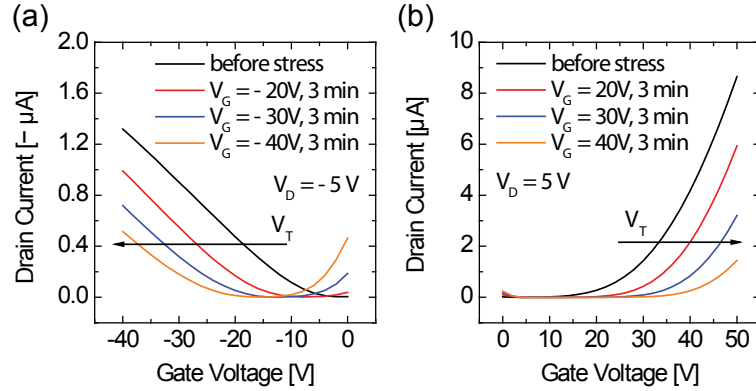 (a)
2.0
1.6
1.2
0.8
0.4
0.0
Drain Current [− µA]
before stress
V_G = - 20V, 3 min
V_G = - 30V, 3 min
V_G = - 40V, 3 min
V_D = - 5 V
V_T
-40 -30 -20 -10 0
Gate Voltage [V]
(b)
10
8
6
4
2
0
Drain Current [µA]
before stress
V_G = 20V, 3 min
V_G = 30V, 3 min
V_G = 40V, 3 min
V_D = 5 V
V_T
0 10 20 30 40 50
Gate Voltage [V]